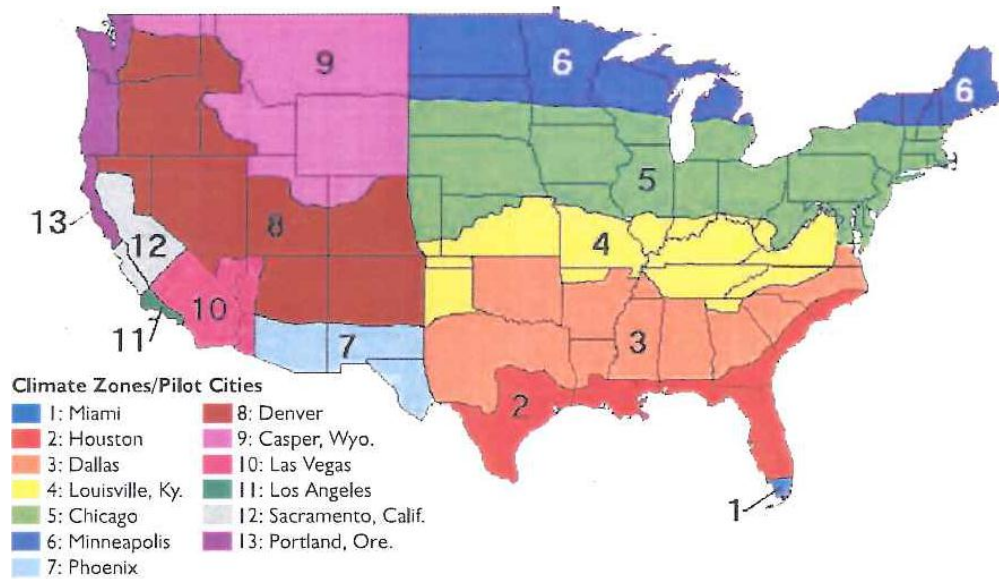 9
6
6
5
13
12
8
4
10
11
7
3
2
1
Climate Zones/Pilot Cities
1: Miami
2: Houston
3: Dallas
4: Louisville, Ky.
5: Chicago
6: Minneapolis
7: Phoenix
8: Denver
9: Casper, Wyo.
10: Las Vegas
11: Los Angeles
12: Sacramento, Calif.
13: Portland, Ore.